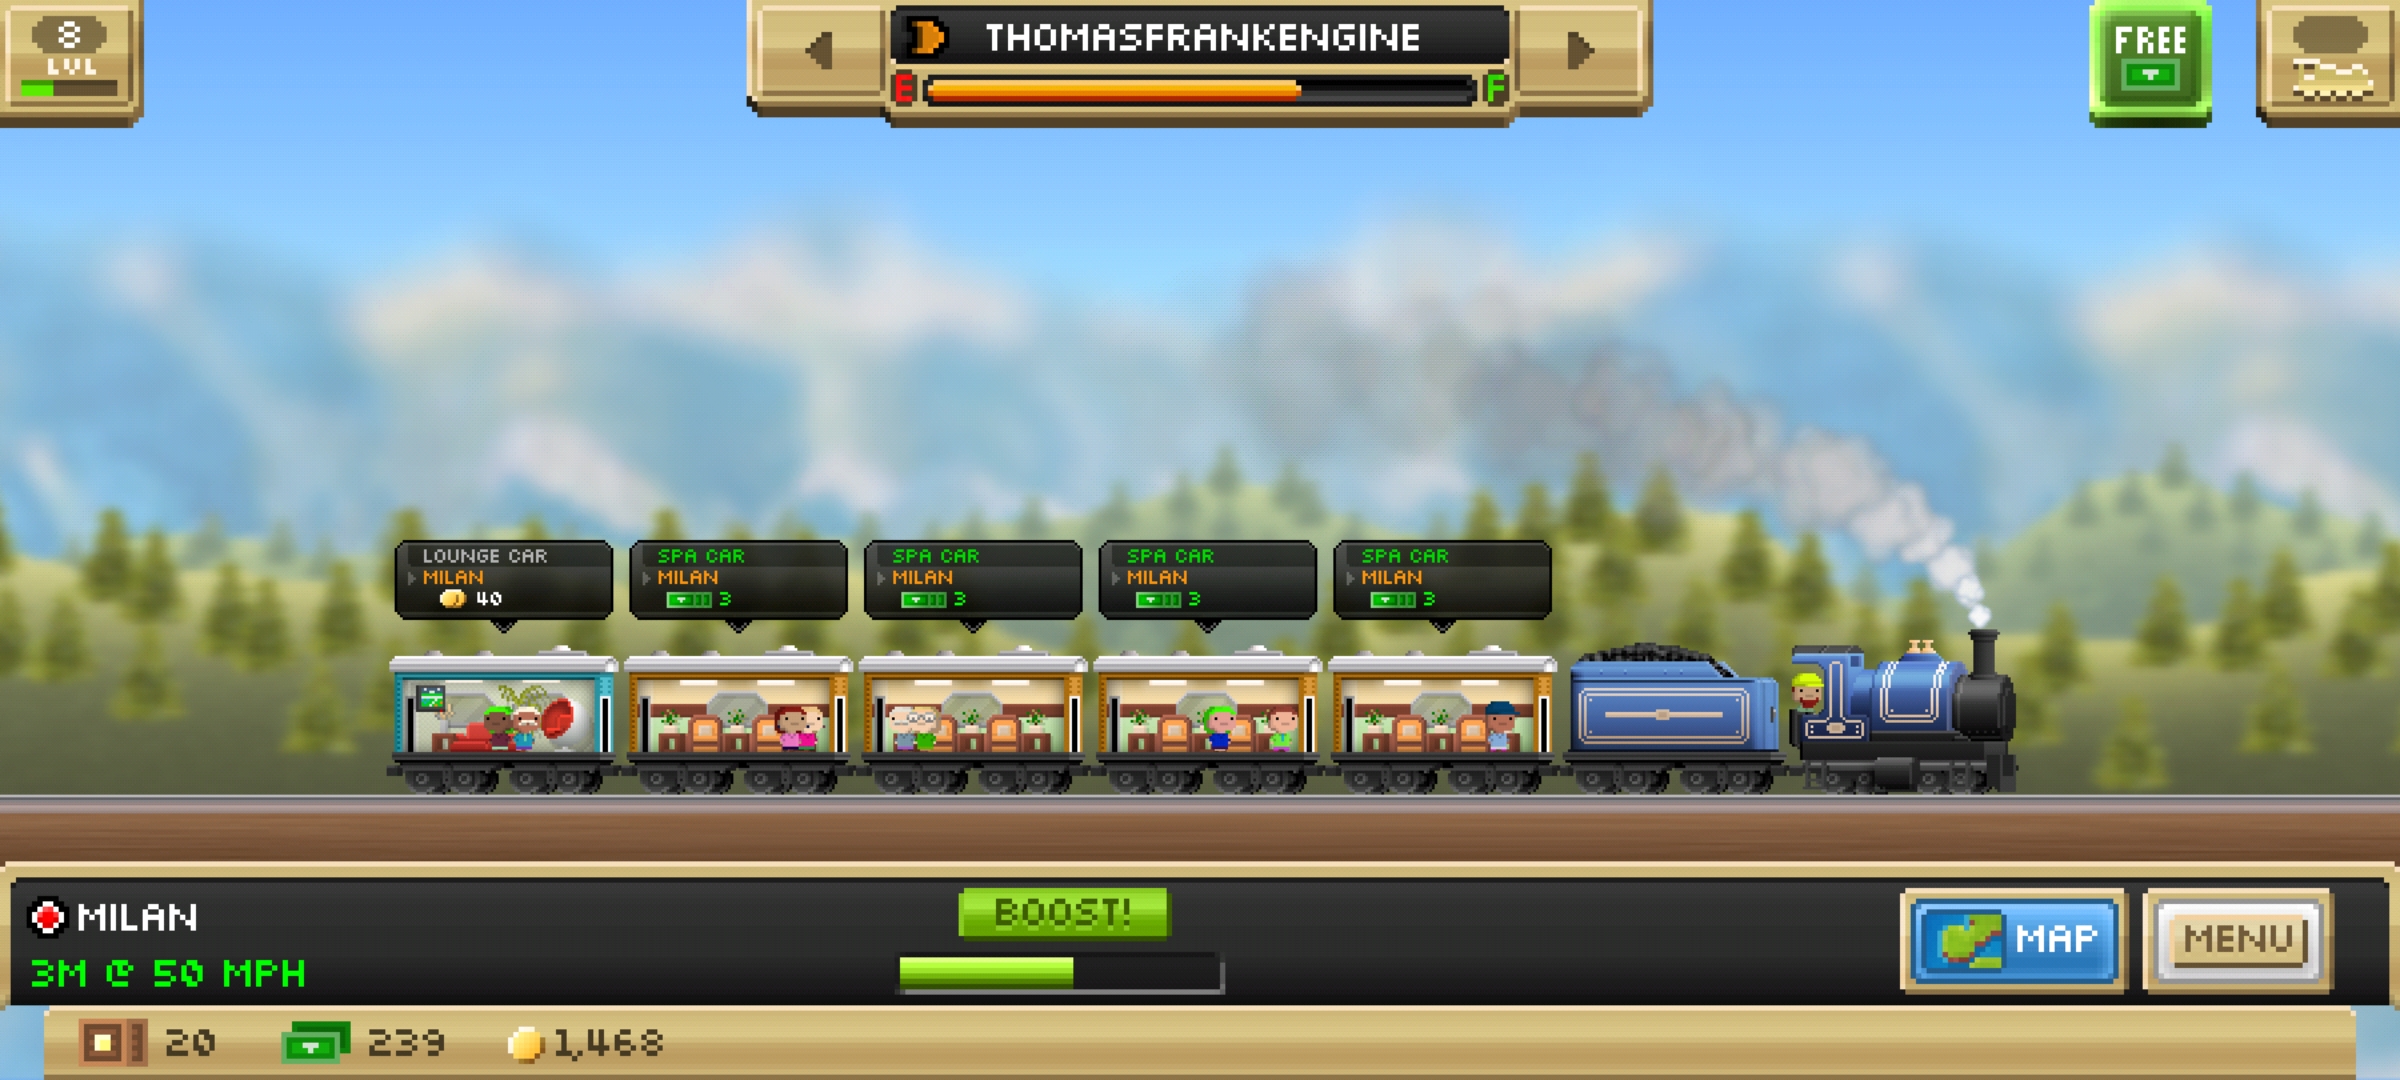 8
LVL
THOMASFRANKENGINE
E F
FREE
LOUNGE CAR
MILAN
40
SPA CAR
MILAN
3
SPA CAR
MILAN
3
SPA CAR
MILAN
3
SPA CAR
MILAN
3
MILAN
3M @ 50 MPH
BOOST!
MAP
MENU
20
239
1,468